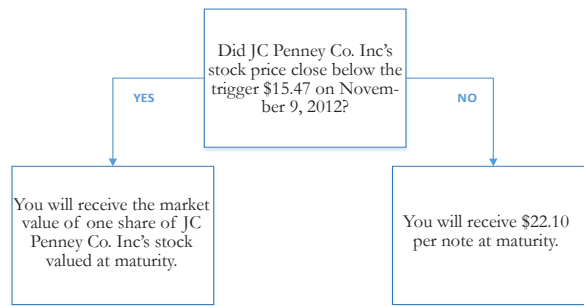 Did JC Penney Co. Inc's
stock price close below the
trigger $15.47 on Novem-
ber 9, 2012?
YES
NO
You will receive the market
value of one share of JC
Penney Co. Inc's stock
valued at maturity.
You will receive $22.10
per note at maturity.